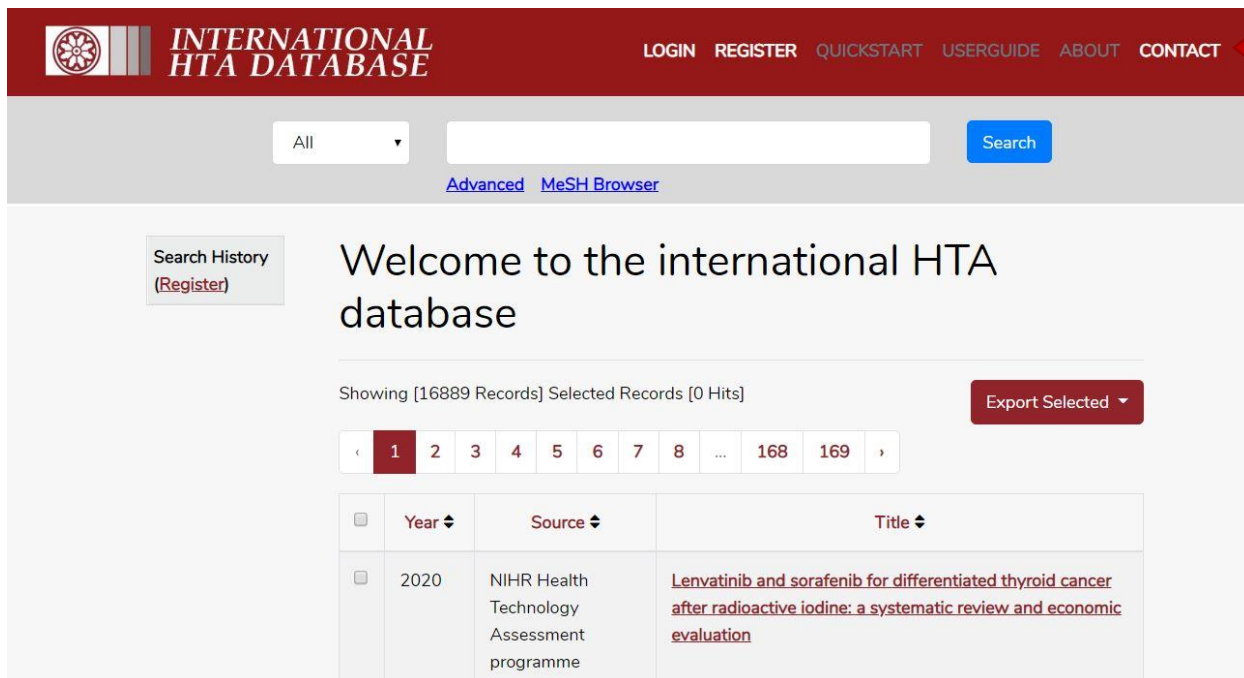 INTERNATIONAL
HTA DATABASE
LOGIN REGISTER QUICKSTART USERGUIDE ABOUT CONTACT
All
Search
Advanced MeSH Browser
Search History
(Register)
Welcome to the international HTA
database
Showing [16889 Records] Selected Records [0 Hits]
Export Selected
‹ 1 2 3 4 5 6 7 8 ... 168 169 ›
Year Source Title
2020
NIHR Health
Technology
Assessment
programme
Lenvatinib and sorafenib for differentiated thyroid cancer
after radioactive iodine: a systematic review and economic
evaluation